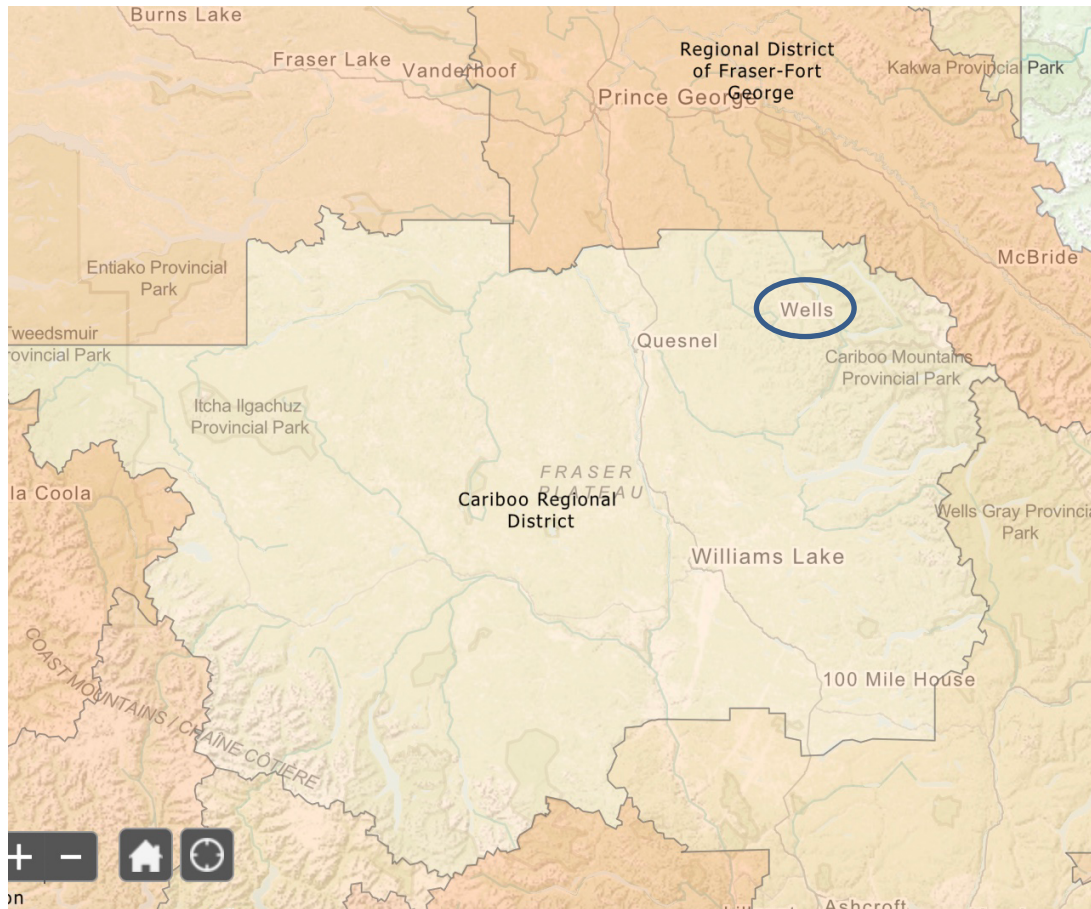 Burns Lake
Fraser Lake
Vanderhoof
Regional District
of Fraser-Fort
George
Prince George
Kakwa Provincial Park
McBride
Entiako Provincial
Park
Tweedsmuir
rovincial Park
Wells
Quesnel
Cariboo Mountains
Provincial Park
Itcha Ilgachuz
Provincial Park
la Coola
FRASER
PLATEAU
Cariboo Regional
District
Wells Gray Provincia
Park
Williams Lake
100 Mile House
COAST MOUNTAINS / CHAÎNE CÔTIÈRE
+ −
on
Ashcroft